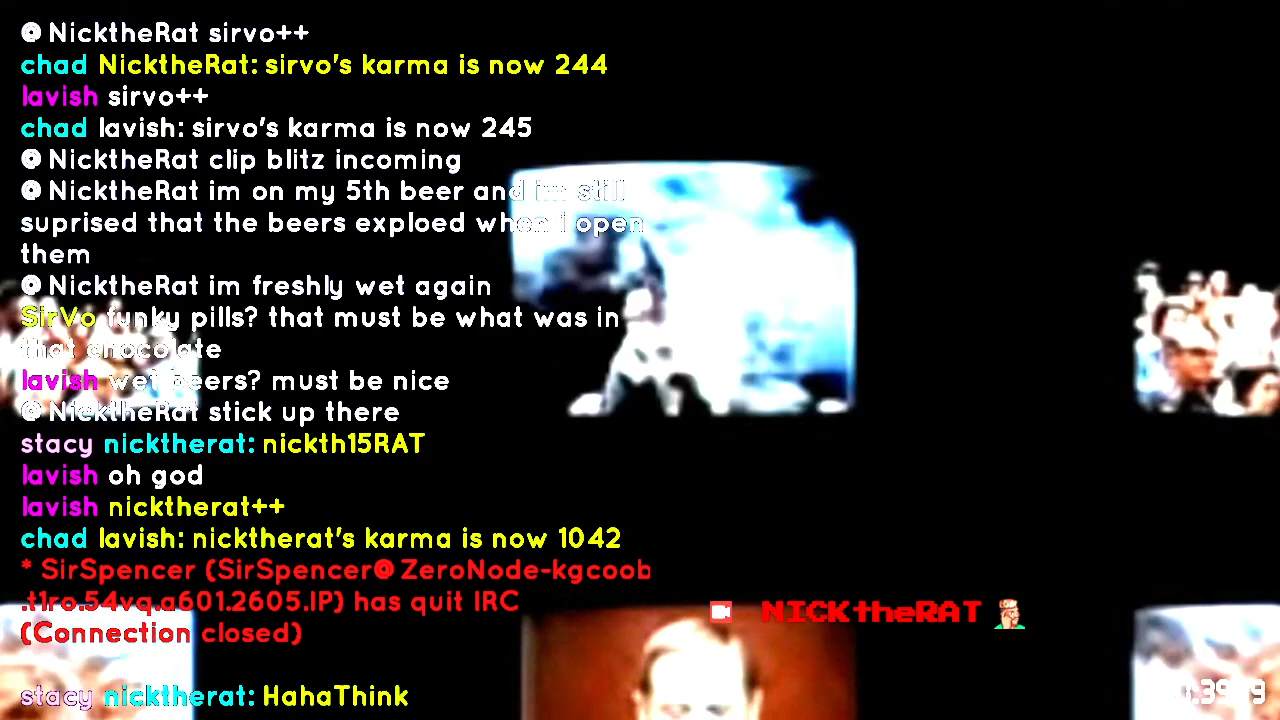 @ NicktheRat sirvo++
chad NicktheRat: sirvo's karma is now 244
lavish sirvo++
chad lavish: sirvo's karma is now 245
@ NicktheRat clip blitz incoming
@ NicktheRat im on my 5th beer and im still
suprised that the beers exploed when i open
them
@ NicktheRat im freshly wet again
SirVo funky pills? that must be what was in
that chocolate
lavish wet beers? must be nice
@ NicktheRat stick up there
stacy nicktherat: nickth15RAT
lavish oh god
lavish nicktherat++
chad lavish: nicktherat's karma is now 1042
* SirSpencer (SirSpencer@ ZeroNode-kgcoob
.t1ro.54vq.a601.2605.IP) has quit IRC
(Connection closed)
NICKtheRAT
stacy nicktherat: HahaThink